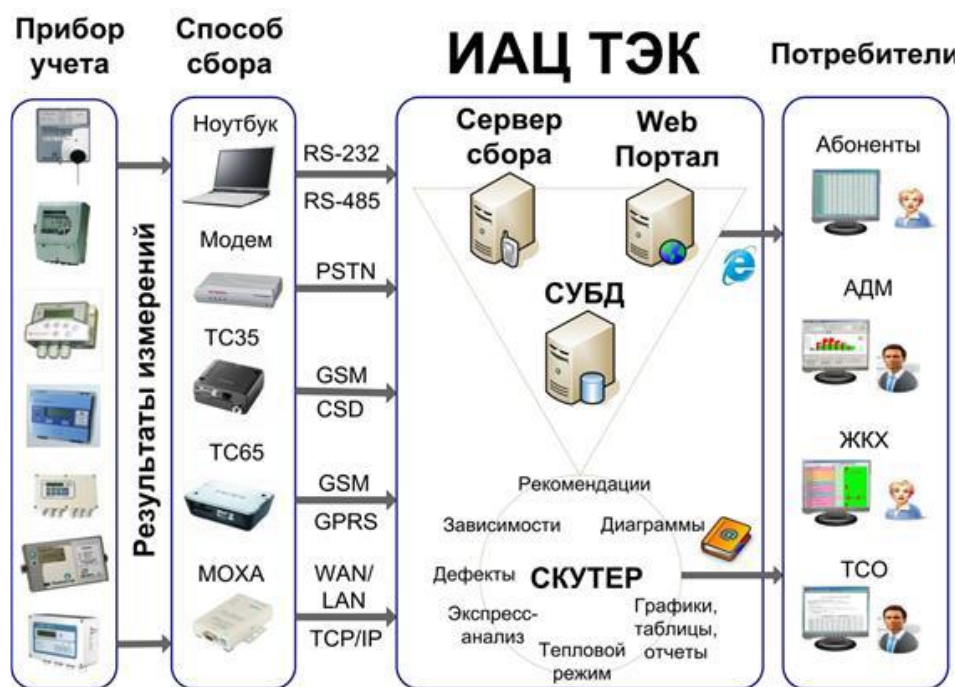 Прибор
учета
Способ
сбора
ИАЦ ТЭК
Потребители
Результаты измерений
Ноутбук
RS-232
RS-485
Модем
PSTN
TC35
GSM
CSD
TC65
GSM
GPRS
MOXA
WAN/
LAN
TCP/IP
Сервер
сбора
Web
Портал
СУБД
Рекомендации
Зависимости
Диаграммы
Дефекты
СКУТЕР
Экспресс-
анализ
Графики,
таблицы,
отчеты
Тепловой
режим
Абоненты
АДМ
ЖКХ
ТСО